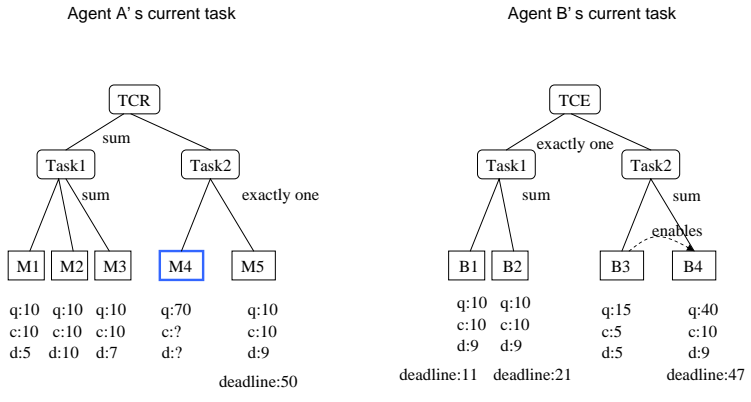 Agent A's current task
Agent B's current task
TCR
TCE
sum
exactly one
Task1
Task2
Task1
Task2
sum
exactly one
sum
sum
enables
M1
M2
M3
M4
M5
B1
B2
B3
B4
q:10
q:10
q:10
q:70
q:10
q:10
q:10
q:15
q:40
c:10
c:10
c:10
c:?
c:10
c:10
c:10
c:5
c:10
d:5
d:10
d:7
d:?
d:9
d:9
d:9
d:5
d:9
deadline:50
deadline:11
deadline:21
deadline:47